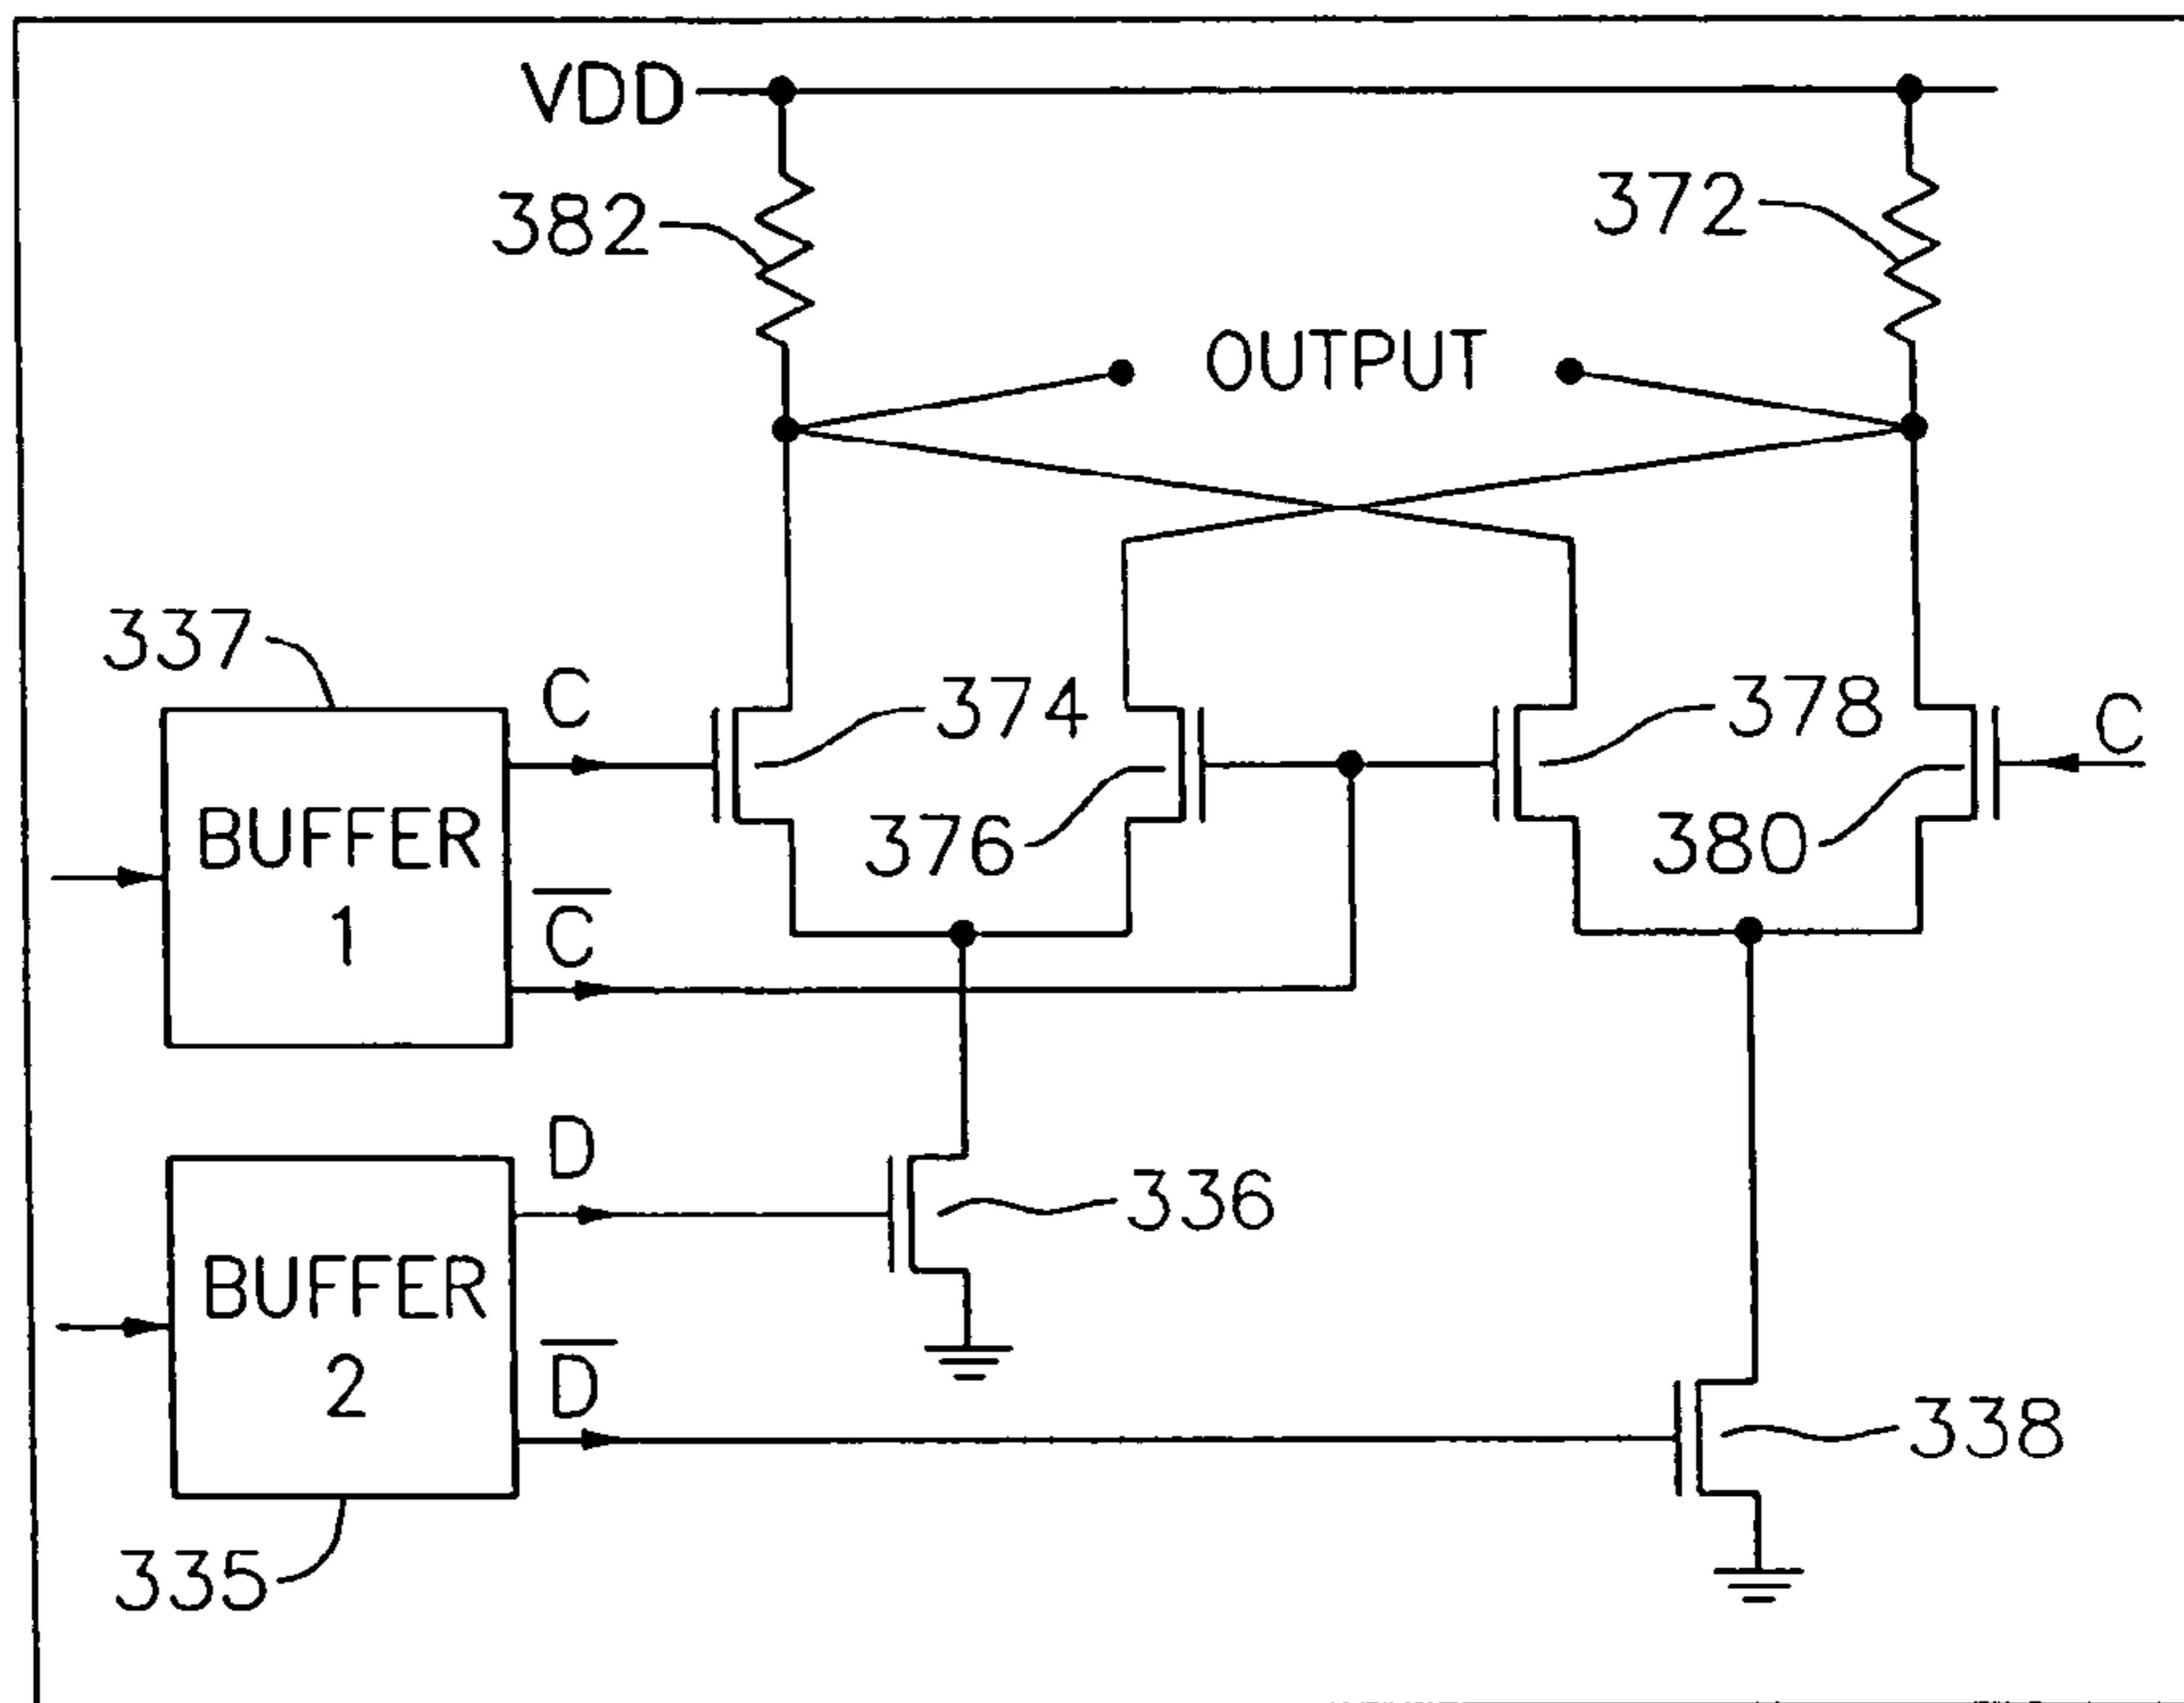 VDD
382
372
OUTPUT
337
C
374
378
C
BUFFER
1
376
380
C̅
D
336
BUFFER
2
D̅
338
335